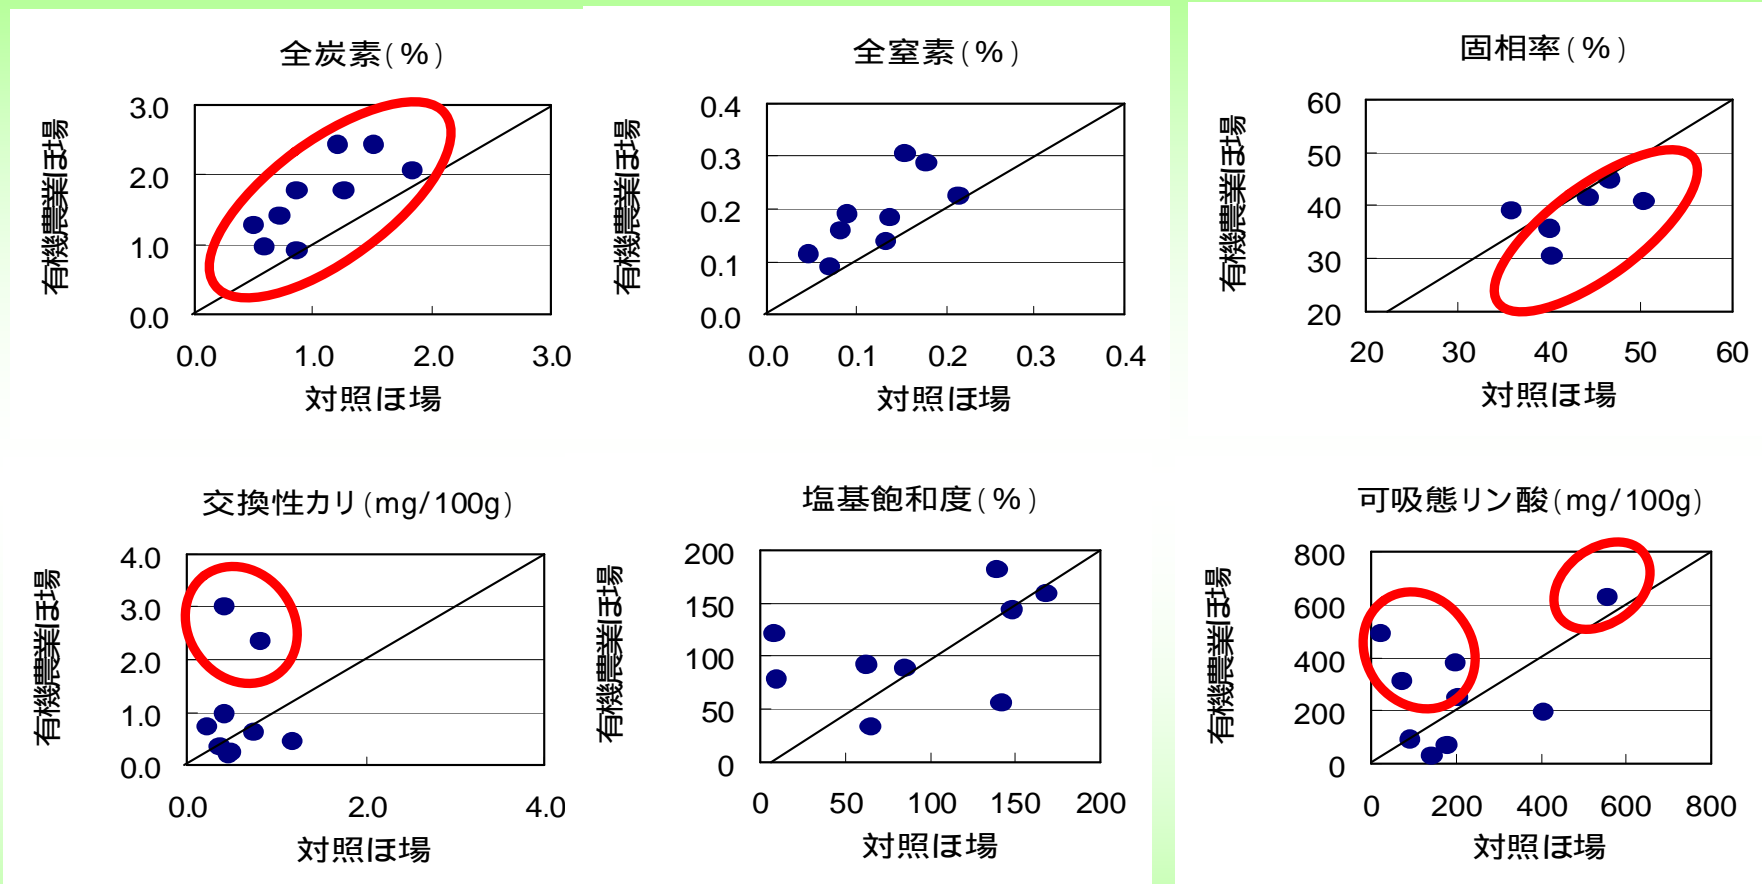 全炭素(%)
有機農業ほ場
3.0
2.0
1.0
0.0
0.0 1.0 2.0 3.0
対照ほ場
全窒素(%)
有機農業ほ場
0.4
0.3
0.2
0.1
0.0
0.0 0.1 0.2 0.3 0.4
対照ほ場
固相率(%)
有機農業ほ場
60
50
40
30
20
20 30 40 50 60
対照ほ場
交換性カリ(mg/100g)
有機農業ほ場
4.0
3.0
2.0
1.0
0.0
0.0 2.0 4.0
対照ほ場
塩基飽和度(%)
有機農業ほ場
200
150
100
50
0
0 50 100 150 200
対照ほ場
可吸態リン酸(mg/100g)
有機農業ほ場
800
600
400
200
0
0 200 400 600 800
対照ほ場